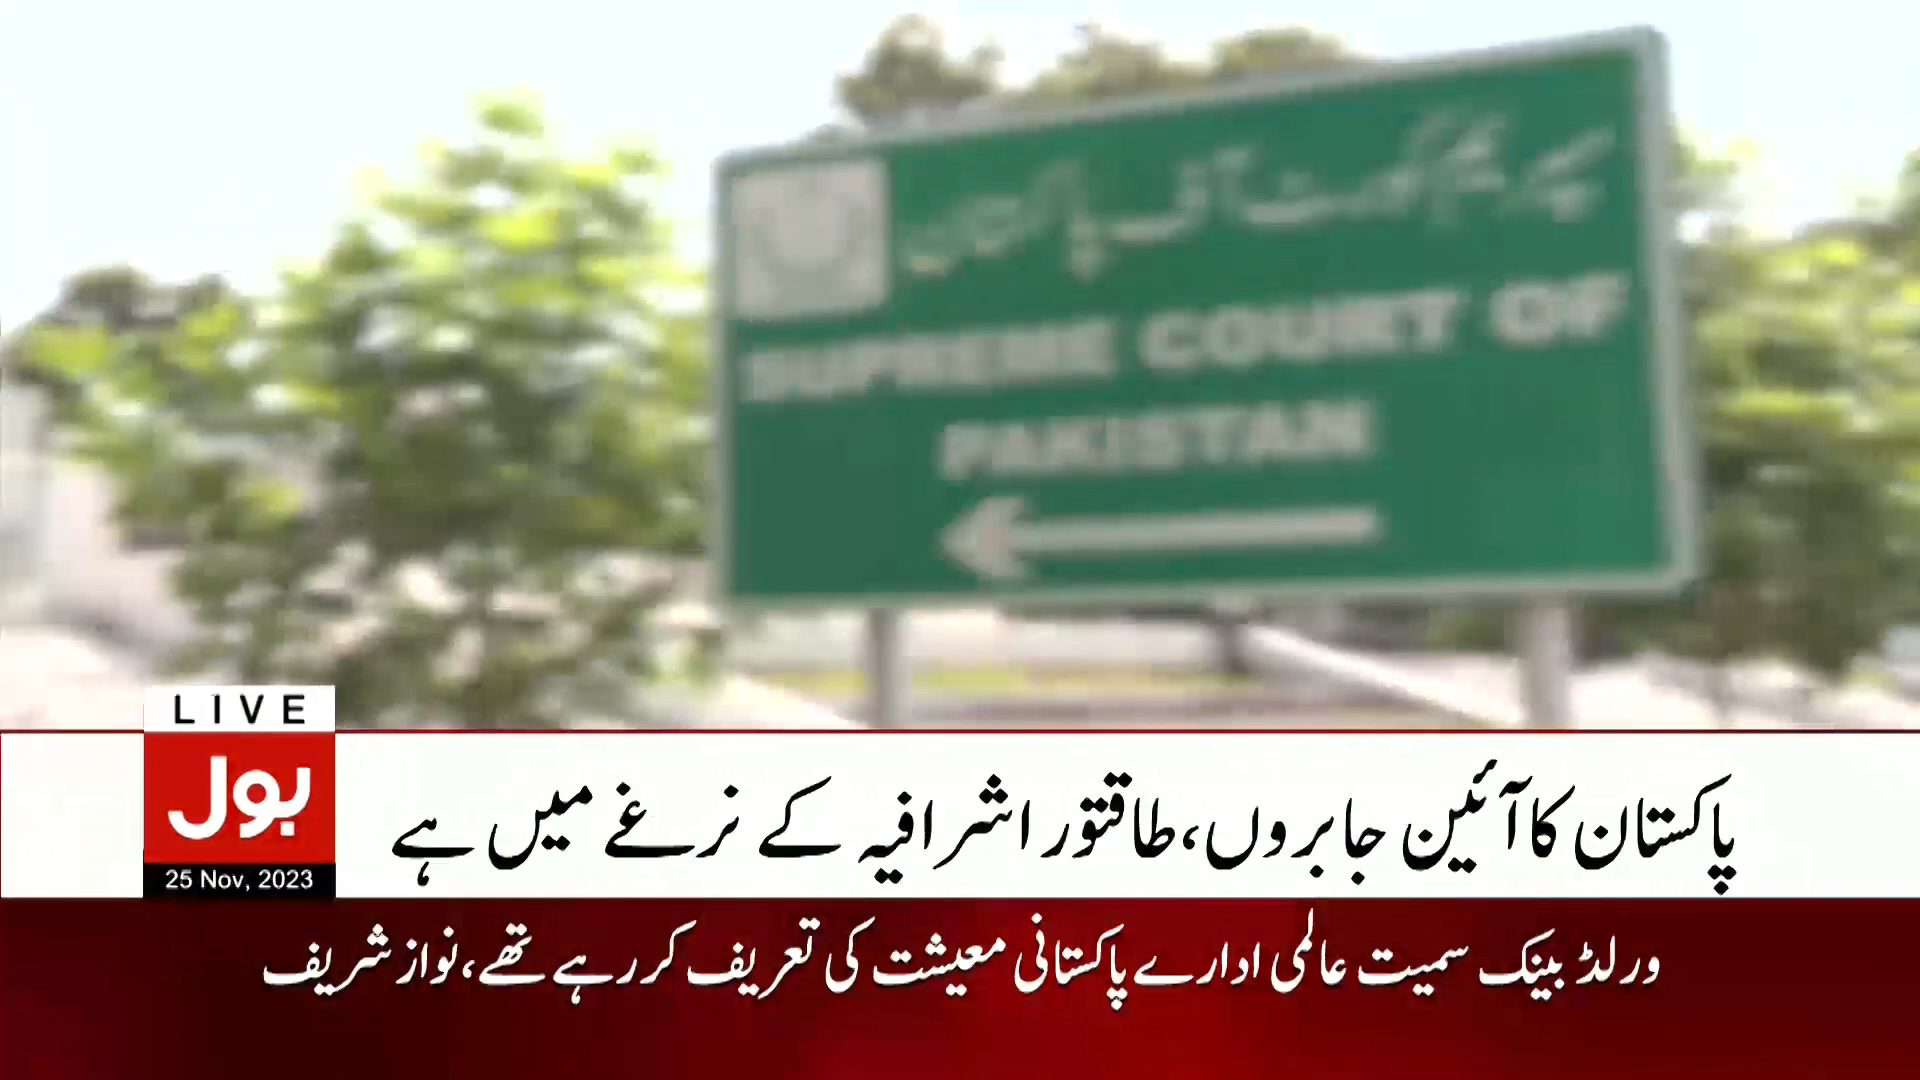 سپریم کورٹ آف پاکستان
SUPREME COURT OF
PAKISTAN
LIVE
بول
25 Nov, 2023
پاکستان کا آئین جابروں، طاقتور اشرافیہ کے نرغے میں ہے
ورلڈ بینک سمیت عالمی ادارے پاکستانی معیشت کی تعریف کر رہے تھے، نواز شریف